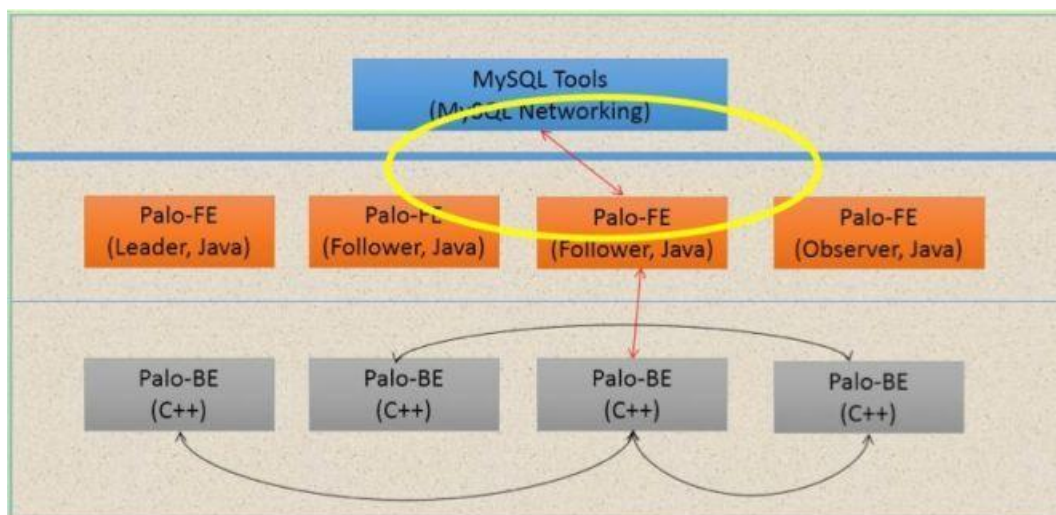 MySQL Tools
(MySQL Networking)
Palo-FE
(Leader, Java)
Palo-FE
(Follower, Java)
Palo-FE
(Follower, Java)
Palo-FE
(Observer, Java)
Palo-BE
(C++)
Palo-BE
(C++)
Palo-BE
(C++)
Palo-BE
(C++)